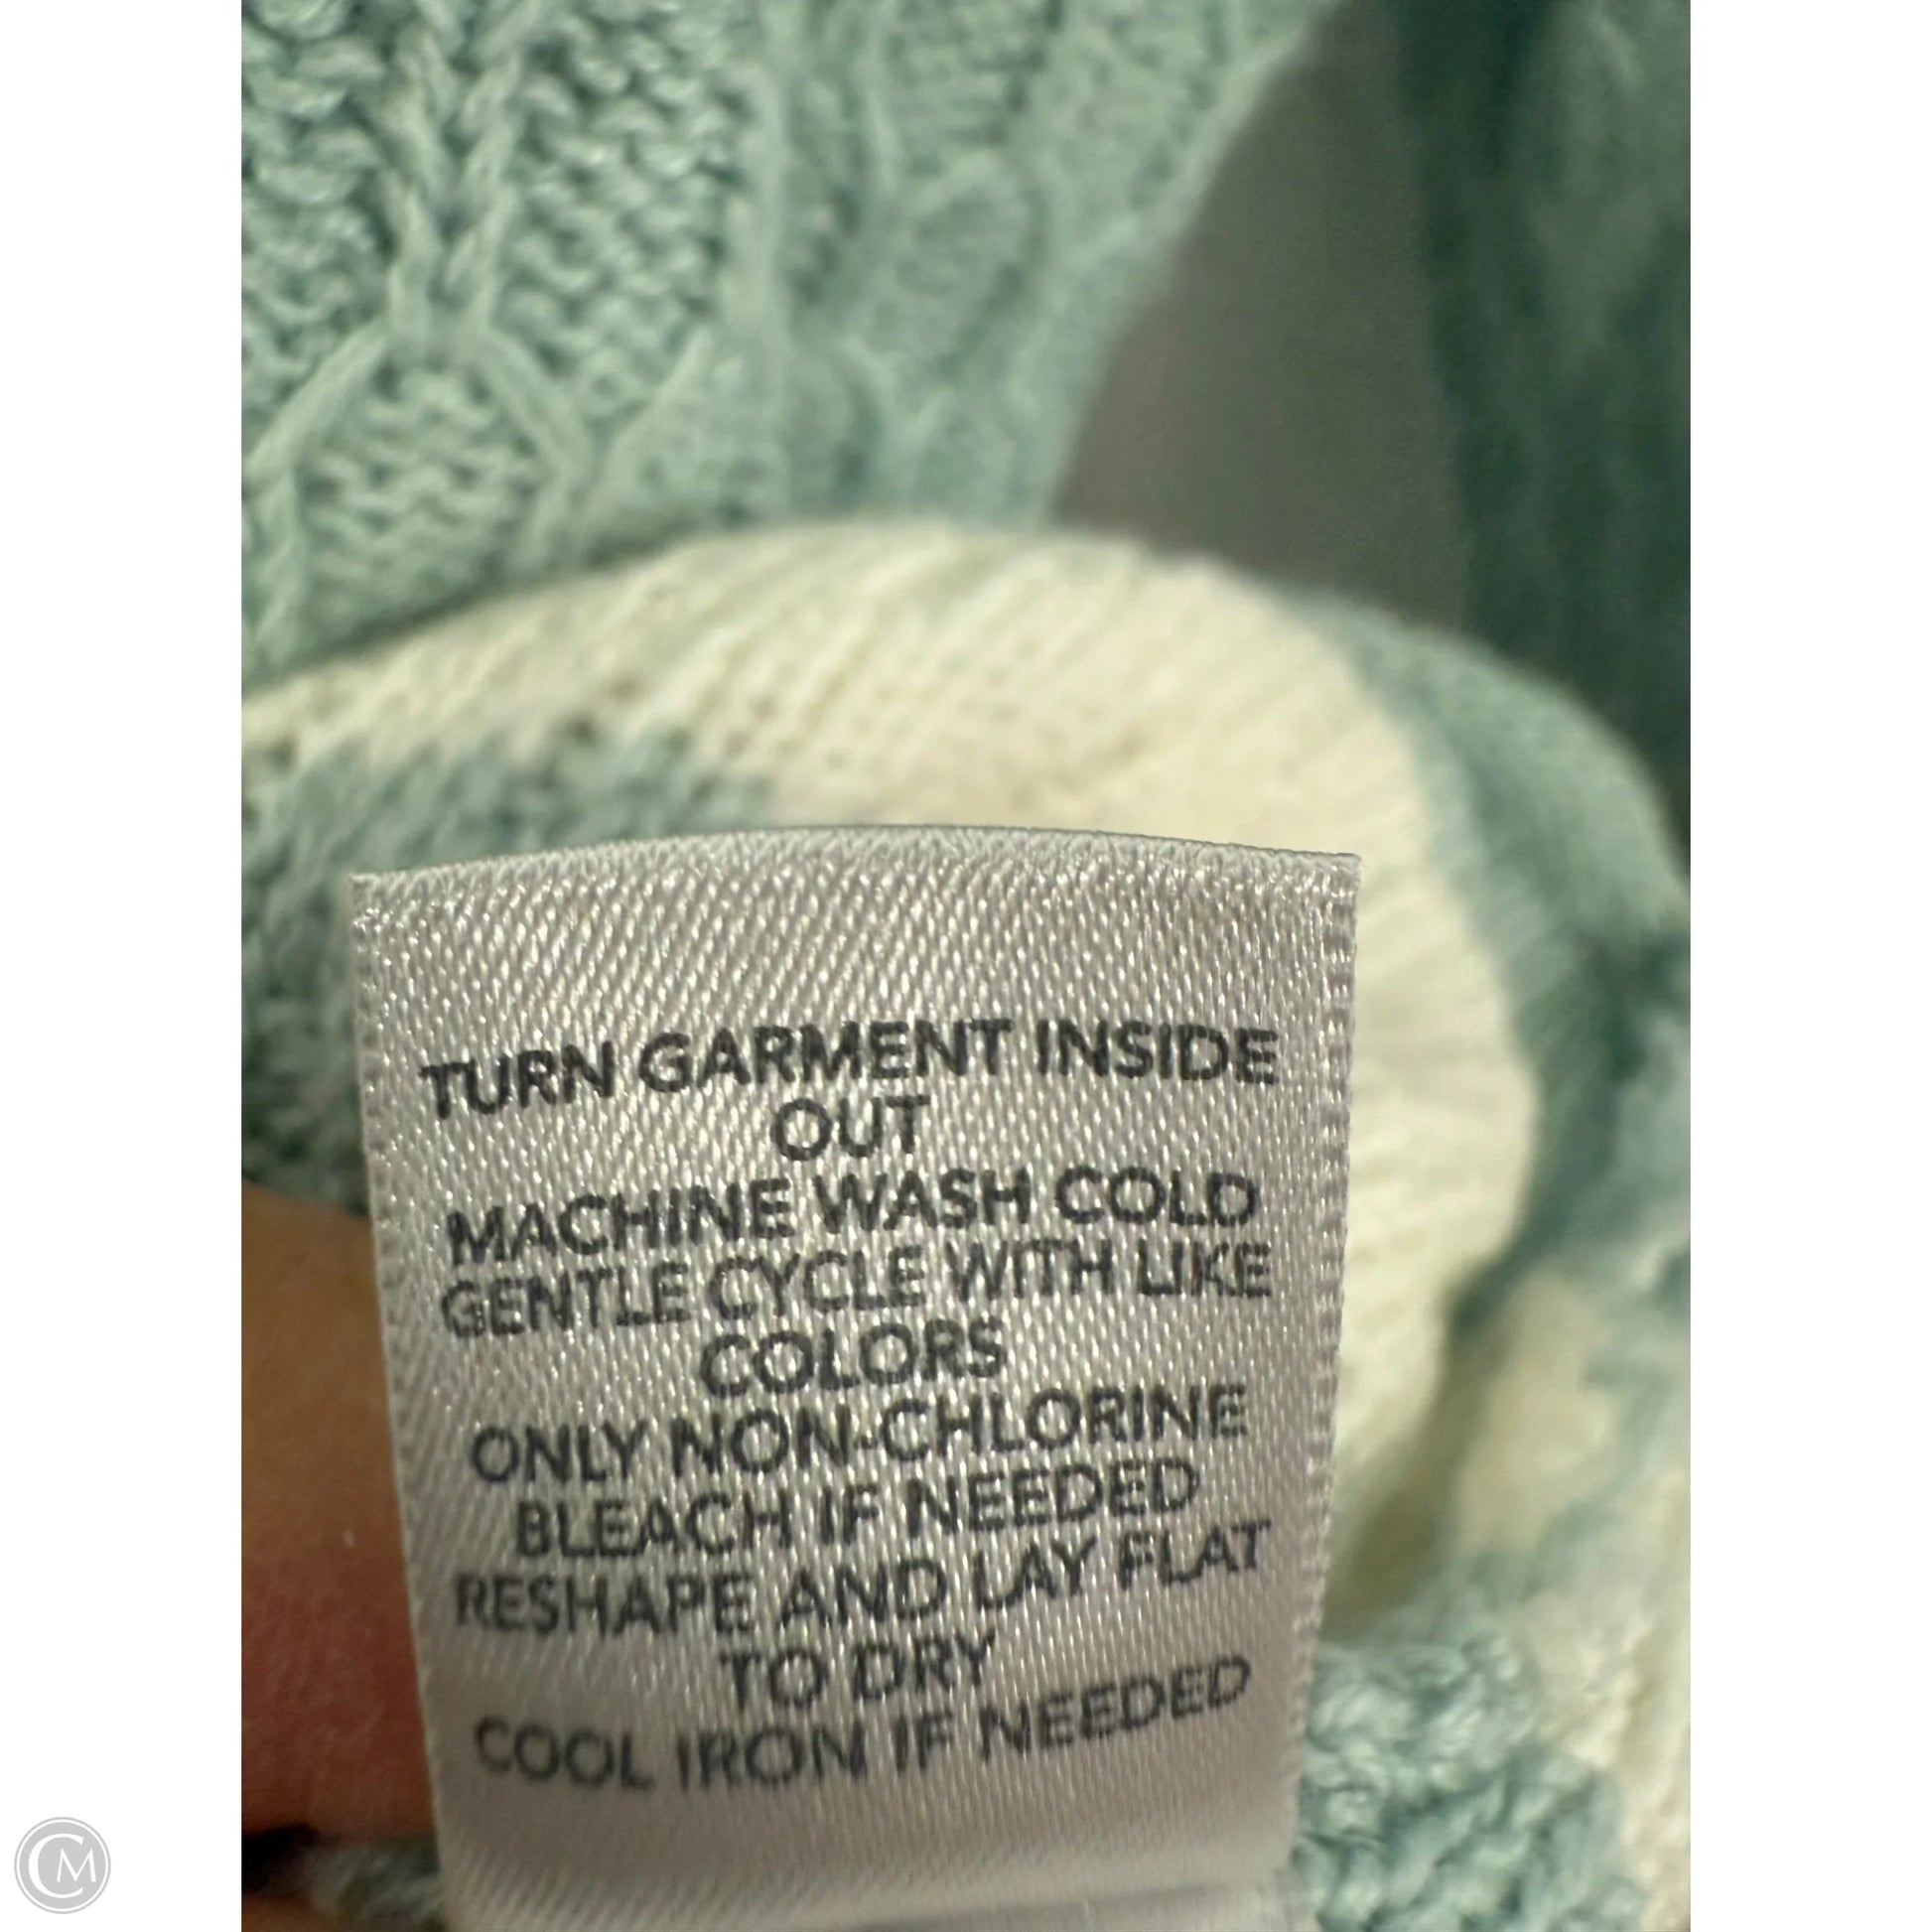 TURN GARMENT INSIDE
OUT
MACHINE WASH COLD
GENTLE CYCLE WITH LIKE
COLORS
ONLY NON-CHLORINE
BLEACH IF NEEDED
RESHAPE AND LAY FLAT
TO DRY
COOL IRON IF NEEDED
CM